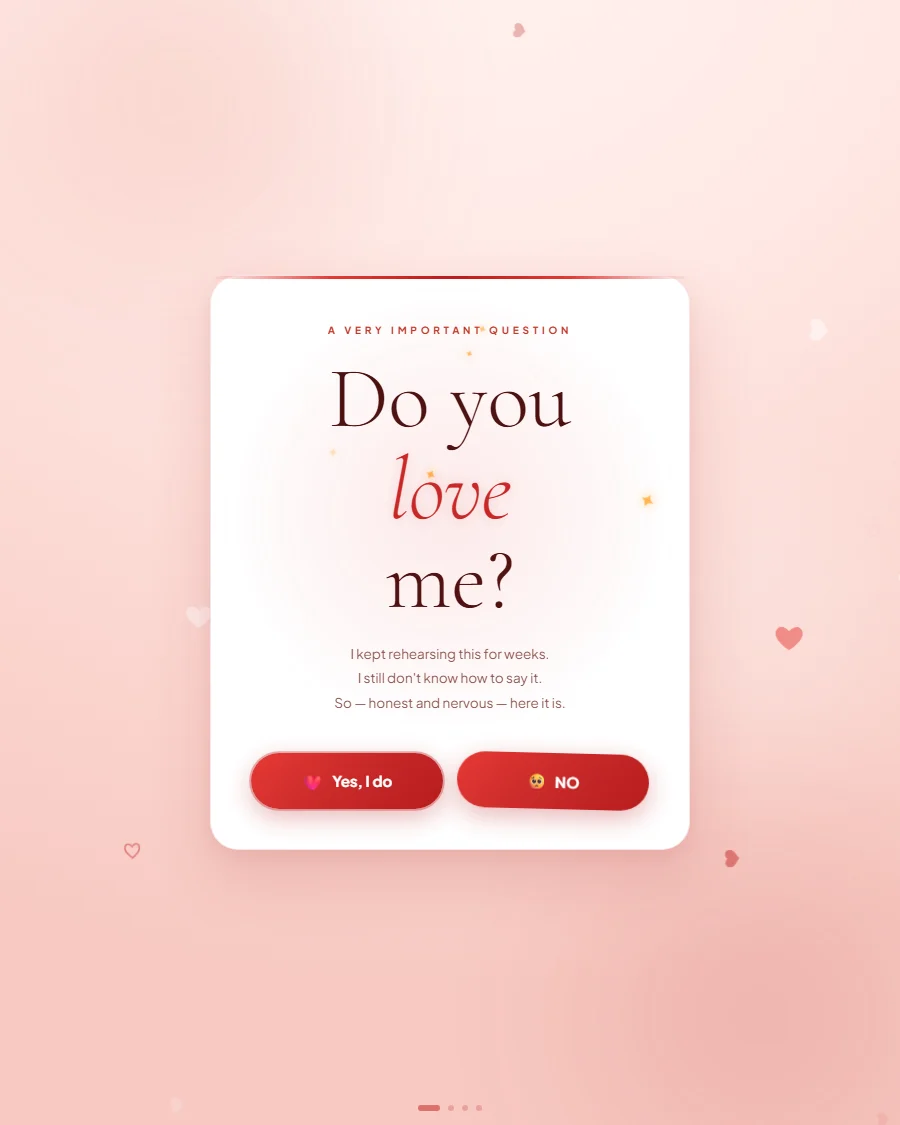 A VERY IMPORTANT QUESTION
Do you
love
me?
I kept rehearsing this for weeks.
I still don't know how to say it.
So — honest and nervous — here it is.
Yes, I do
NO